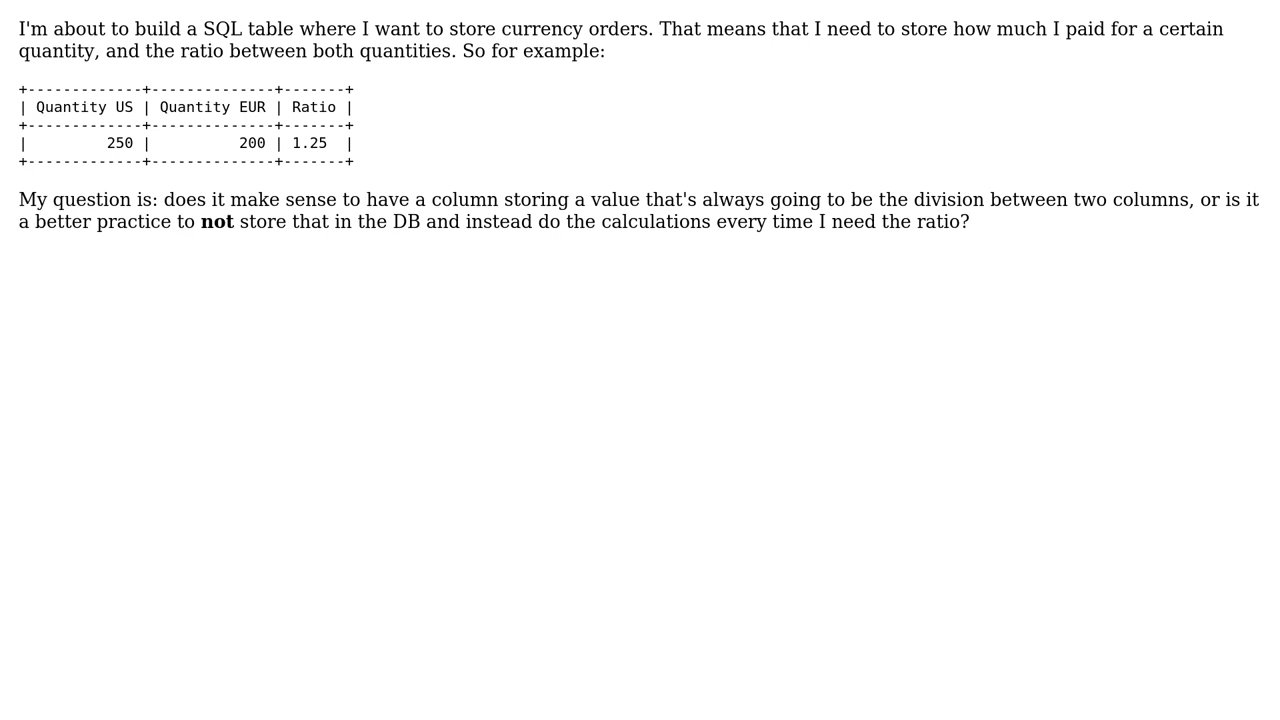 I'm about to build a SQL table where I want to store currency orders. That means that I need to store how much I paid for a certain
quantity, and the ratio between both quantities. So for example:
+-------------+--------------+-------+
| Quantity US | Quantity EUR | Ratio |
+-------------+--------------+-------+
|         250 |          200 | 1.25  |
+-------------+--------------+-------+
My question is: does it make sense to have a column storing a value that's always going to be the division between two columns, or is it
a better practice to not store that in the DB and instead do the calculations every time I need the ratio?